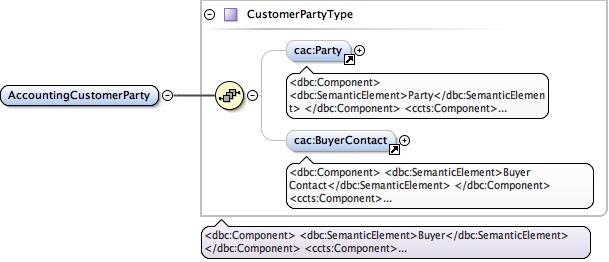 CustomerPartyType
cac:Party
<dbc:Component>
<dbc:SemanticElement>Party</dbc:SemanticElemen
t> </dbc:Component> <ccts:Component>...
AccountingCustomerParty
cac:BuyerContact
<dbc:Component> <dbc:SemanticElement>Buyer
Contact</dbc:SemanticElement> </dbc:Component>
<ccts:Component>...
<dbc:Component> <dbc:SemanticElement>Buyer</dbc:SemanticElement>
</dbc:Component> <ccts:Component>...